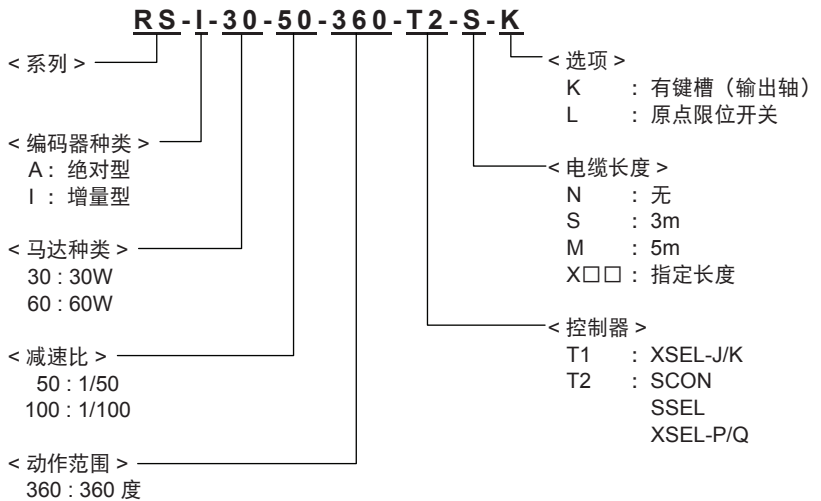 RS-I-30-50-360-T2-S-K
< 系列 >
< 编码器种类 >
A : 绝对型
I : 增量型
< 马达种类 >
30 : 30W
60 : 60W
< 减速比 >
50 : 1/50
100 : 1/100
< 动作范围 >
360 : 360 度
< 选项 >
K : 有键槽（输出轴）
L : 原点限位开关
< 电缆长度 >
N : 无
S : 3m
M : 5m
X□□ : 指定长度
< 控制器 >
T1 : XSEL-J/K
T2 : SCON
SSEL
XSEL-P/Q